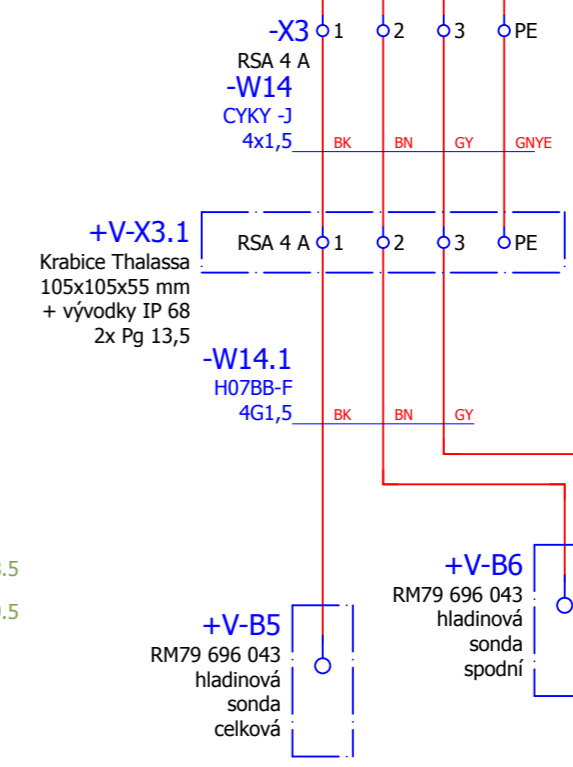 -X3 1 2 3 PE
RSA 4 A
-W14
CYKY -J
4x1,5 BK BN GY GNYE
+V-X3.1 RSA 4 A 1 2 3 PE
Krabice Thalassa
105x105x55 mm
+ vývodky IP 68
2x Pg 13,5
-W14.1
H07BB-F
4G1,5 BK BN GY
+V-B6
RM79 696 043
hladinová
sonda
spodní
.5
.5
+V-B5
RM79 696 043
hladinová
sonda
celková